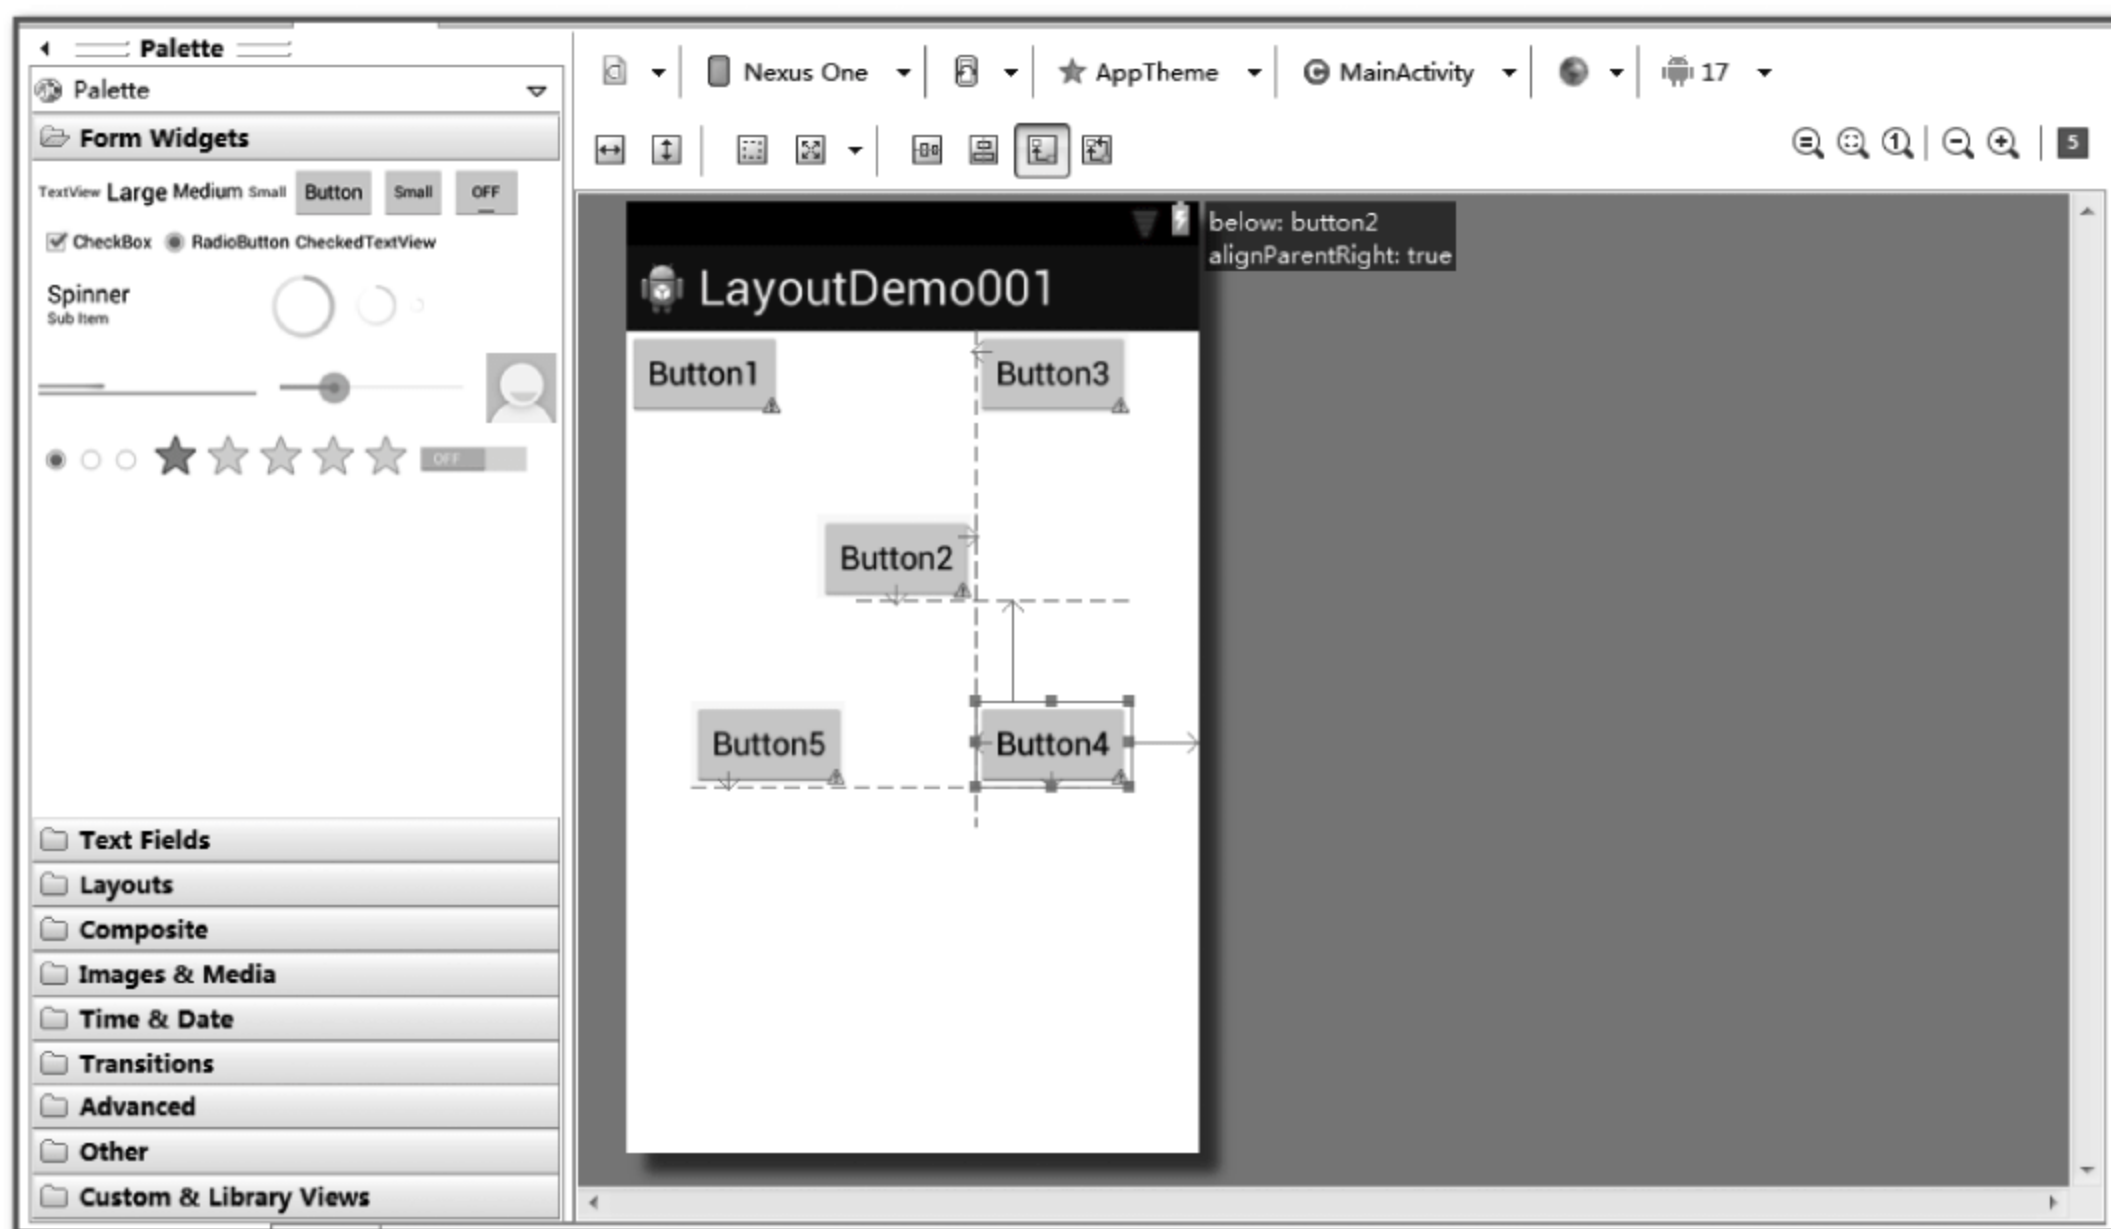 Palette
Palette
Form Widgets
TextView Large Medium Small Button Small OFF
CheckBox RadioButton CheckedTextView
Spinner
Sub Item
OFF
Text Fields
Layouts
Composite
Images & Media
Time & Date
Transitions
Advanced
Other
Custom & Library Views
Nexus One AppTheme MainActivity 17
1 5
below: button2
alignParentRight: true
LayoutDemo001
Button1 Button3
Button2
Button5 Button4